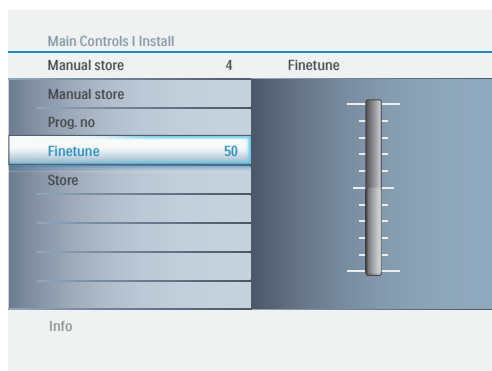 Main Controls I Install
Manual store 4 Finetune
Manual store
Prog. no
Finetune 50
Store
Info